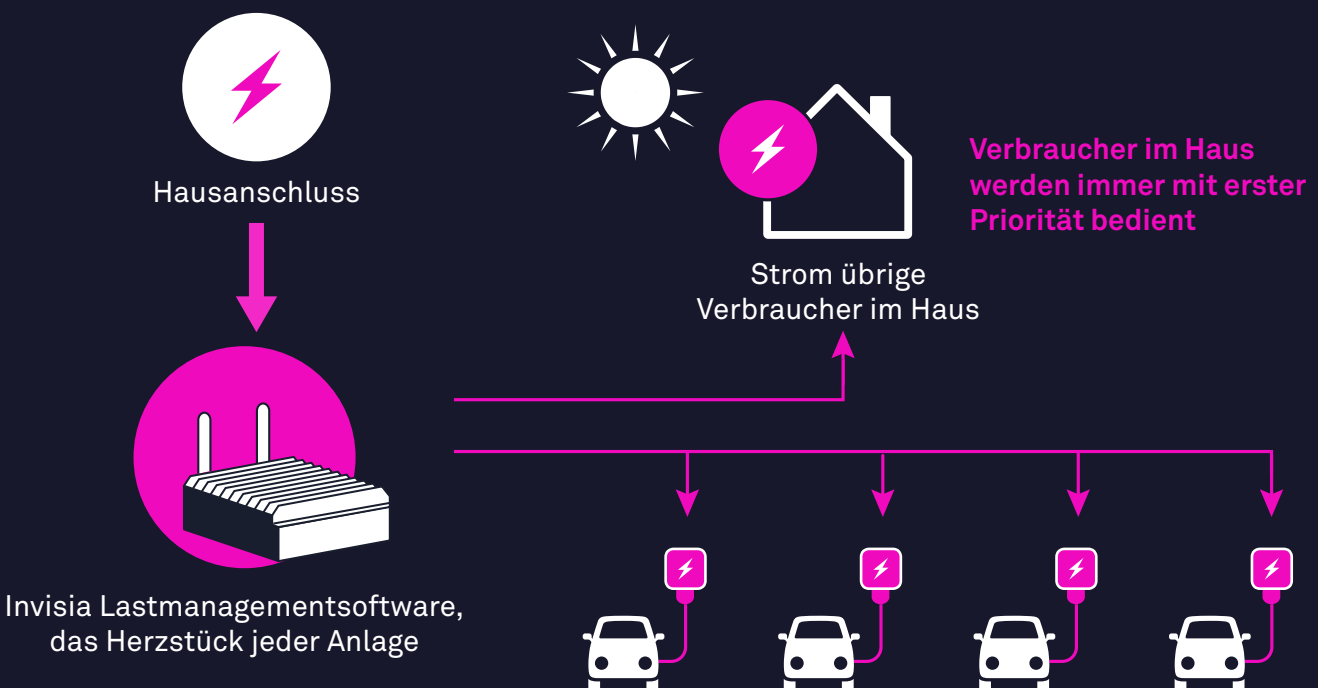 Hausanschluss
Verbraucher im Haus
werden immer mit erster
Priorität bedient
Strom übrige
Verbraucher im Haus
Invisia Lastmanagementsoftware,
das Herzstück jeder Anlage